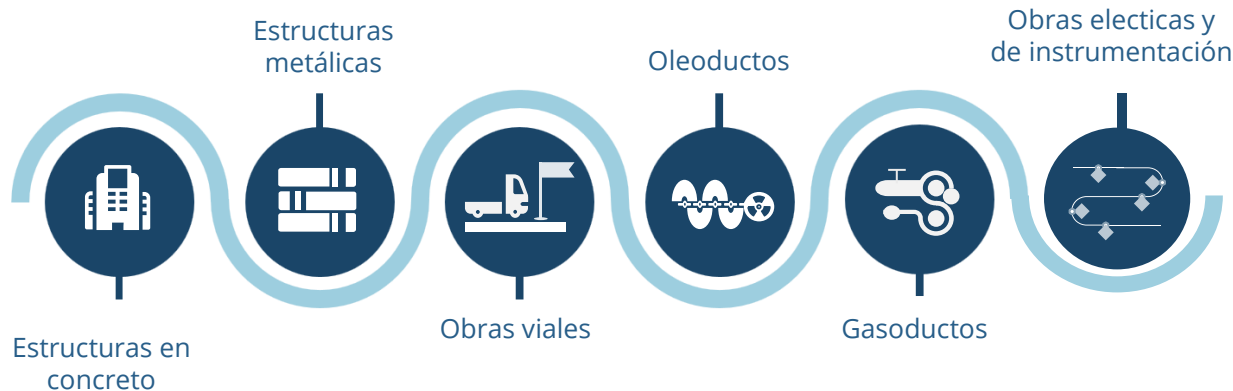 Estructuras en
concreto
Estructuras
metálicas
Obras viales
Oleoductos
Gasoductos
Obras electicas y
de instrumentación